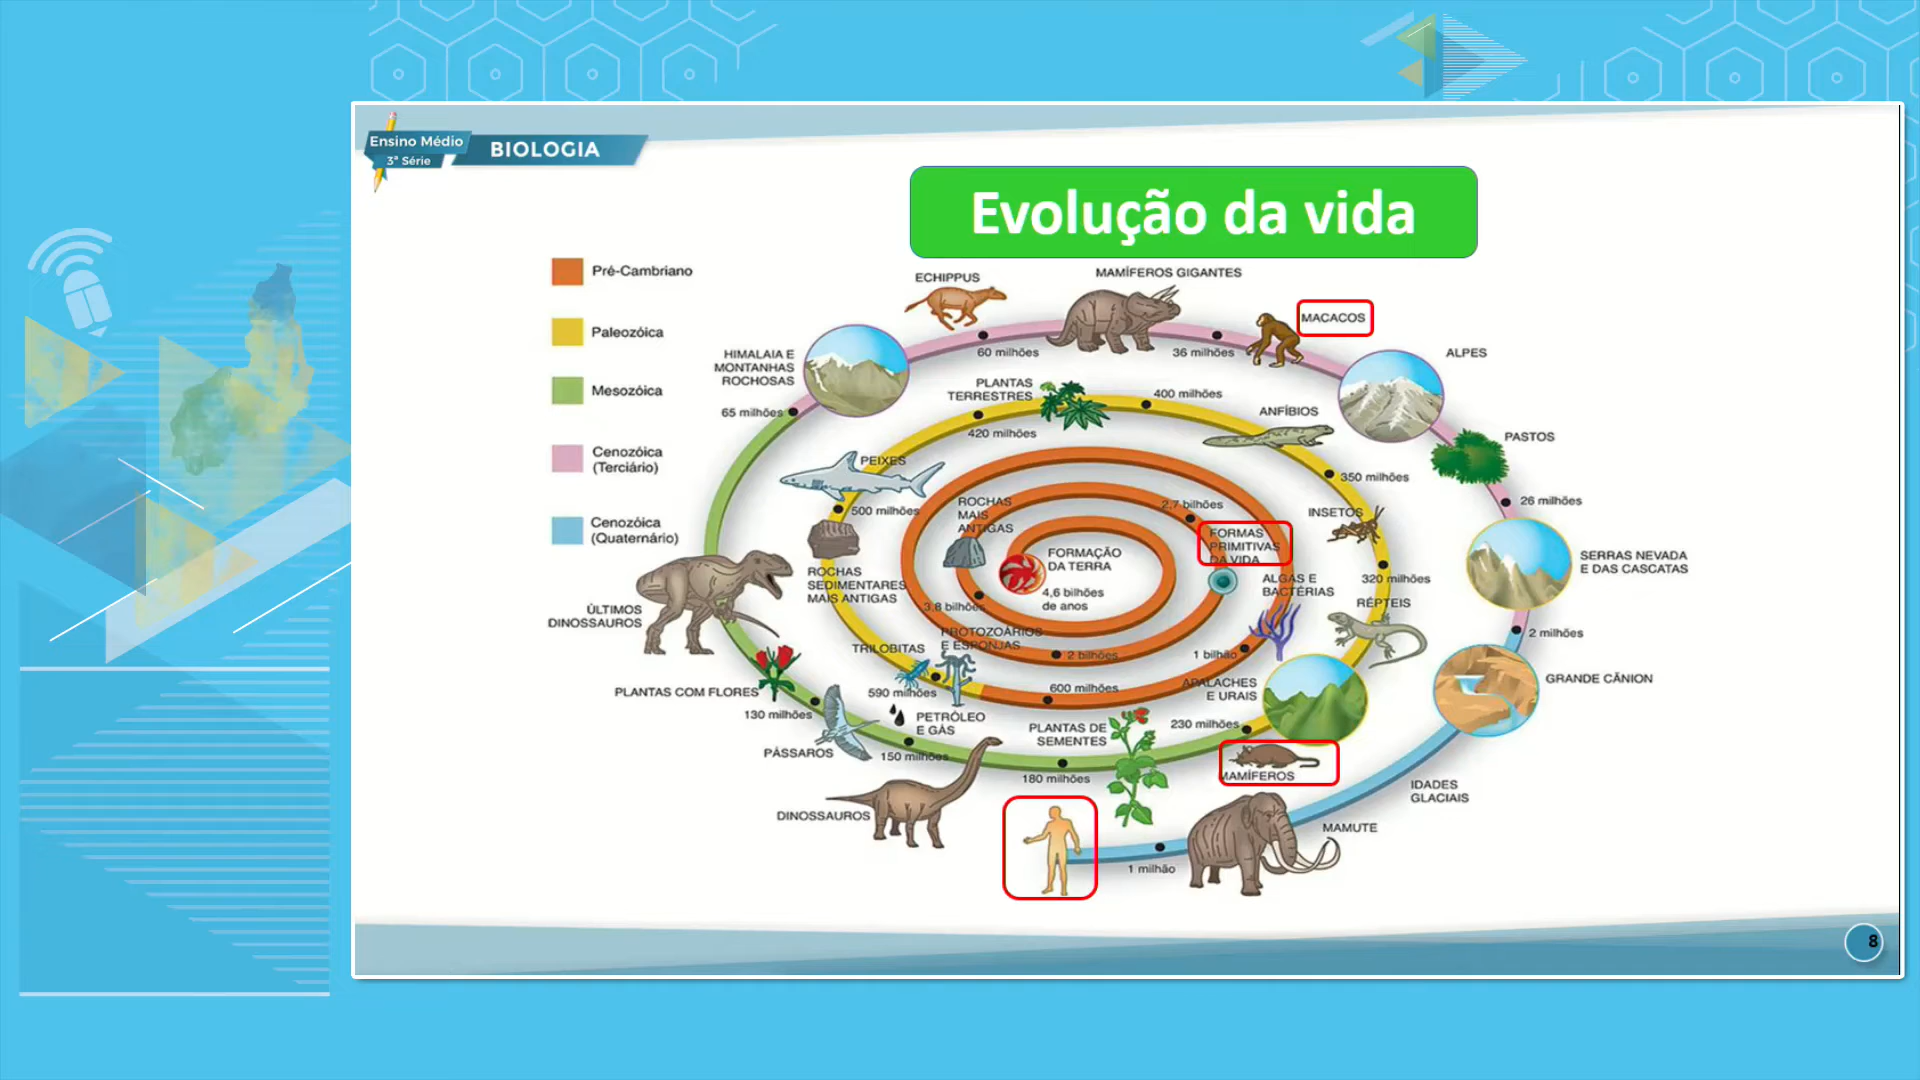 Ensino Médio
3ª Série
BIOLOGIA
Evolução da vida
Pré-Cambriano
Paleozóica
Mesozóica
Cenozóica
(Terciário)
Cenozóica
(Quaternário)
ECHIPPUS
MAMÍFEROS GIGANTES
MACACOS
60 milhões
36 milhões
HIMALAIA E
MONTANHAS
ROCHOSAS
ALPES
65 milhões
PLANTAS
TERRESTRES
400 milhões
420 milhões
ANFÍBIOS
PASTOS
PEIXES
350 milhões
26 milhões
500 milhões
ROCHAS
MAIS
ANTIGAS
2,7 bilhões
INSETOS
FORMAS
PRIMITIVAS
DA VIDA
FORMAÇÃO
DA TERRA
SERRAS NEVADA
E DAS CASCATAS
ROCHAS
SEDIMENTARES
MAIS ANTIGAS
ALGAS E
BACTÉRIAS
320 milhões
4,6 bilhões
de anos
3,8 bilhões
RÉPTEIS
ÚLTIMOS
DINOSSAUROS
PROTOZOÁRIOS
E ESPONJAS
2 milhões
TRILOBITAS
2 bilhões
1 bilhão
GRANDE CÂNION
PLANTAS COM FLORES
590 milhões
600 milhões
APALACHES
E URAIS
130 milhões
PETRÓLEO
E GÁS
PLANTAS DE
SEMENTES
230 milhões
PÁSSAROS
150 milhões
180 milhões
MAMÍFEROS
IDADES
GLACIAIS
DINOSSAUROS
MAMUTE
1 milhão
8